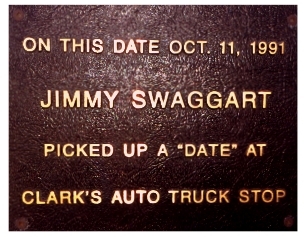 ON THIS DATE OCT. 11, 1991
JIMMY SWAGGART
PICKED UP A "DATE" AT
CLARK'S AUTO TRUCK STOP